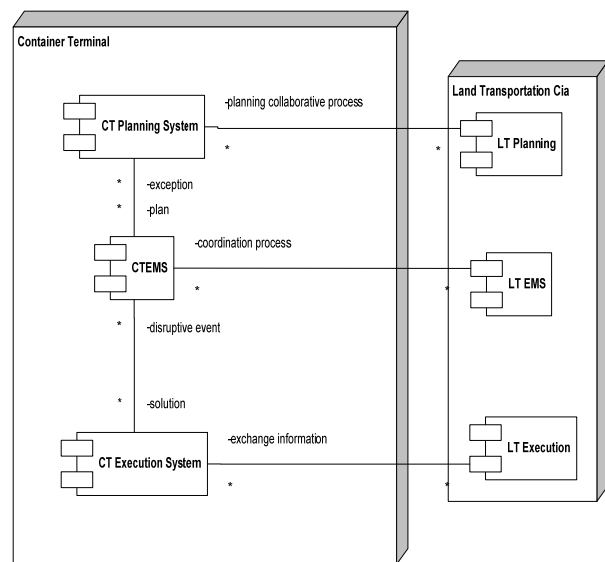 Container Terminal
Land Transportation Cia
-planning collaborative process
CT Planning System
LT Planning
*
*
*
-exception
*
-plan
-coordination process
CTEMS
LT EMS
*
*
*
-disruptive event
*
-solution
-exchange information
CT Execution System
LT Execution
*
*